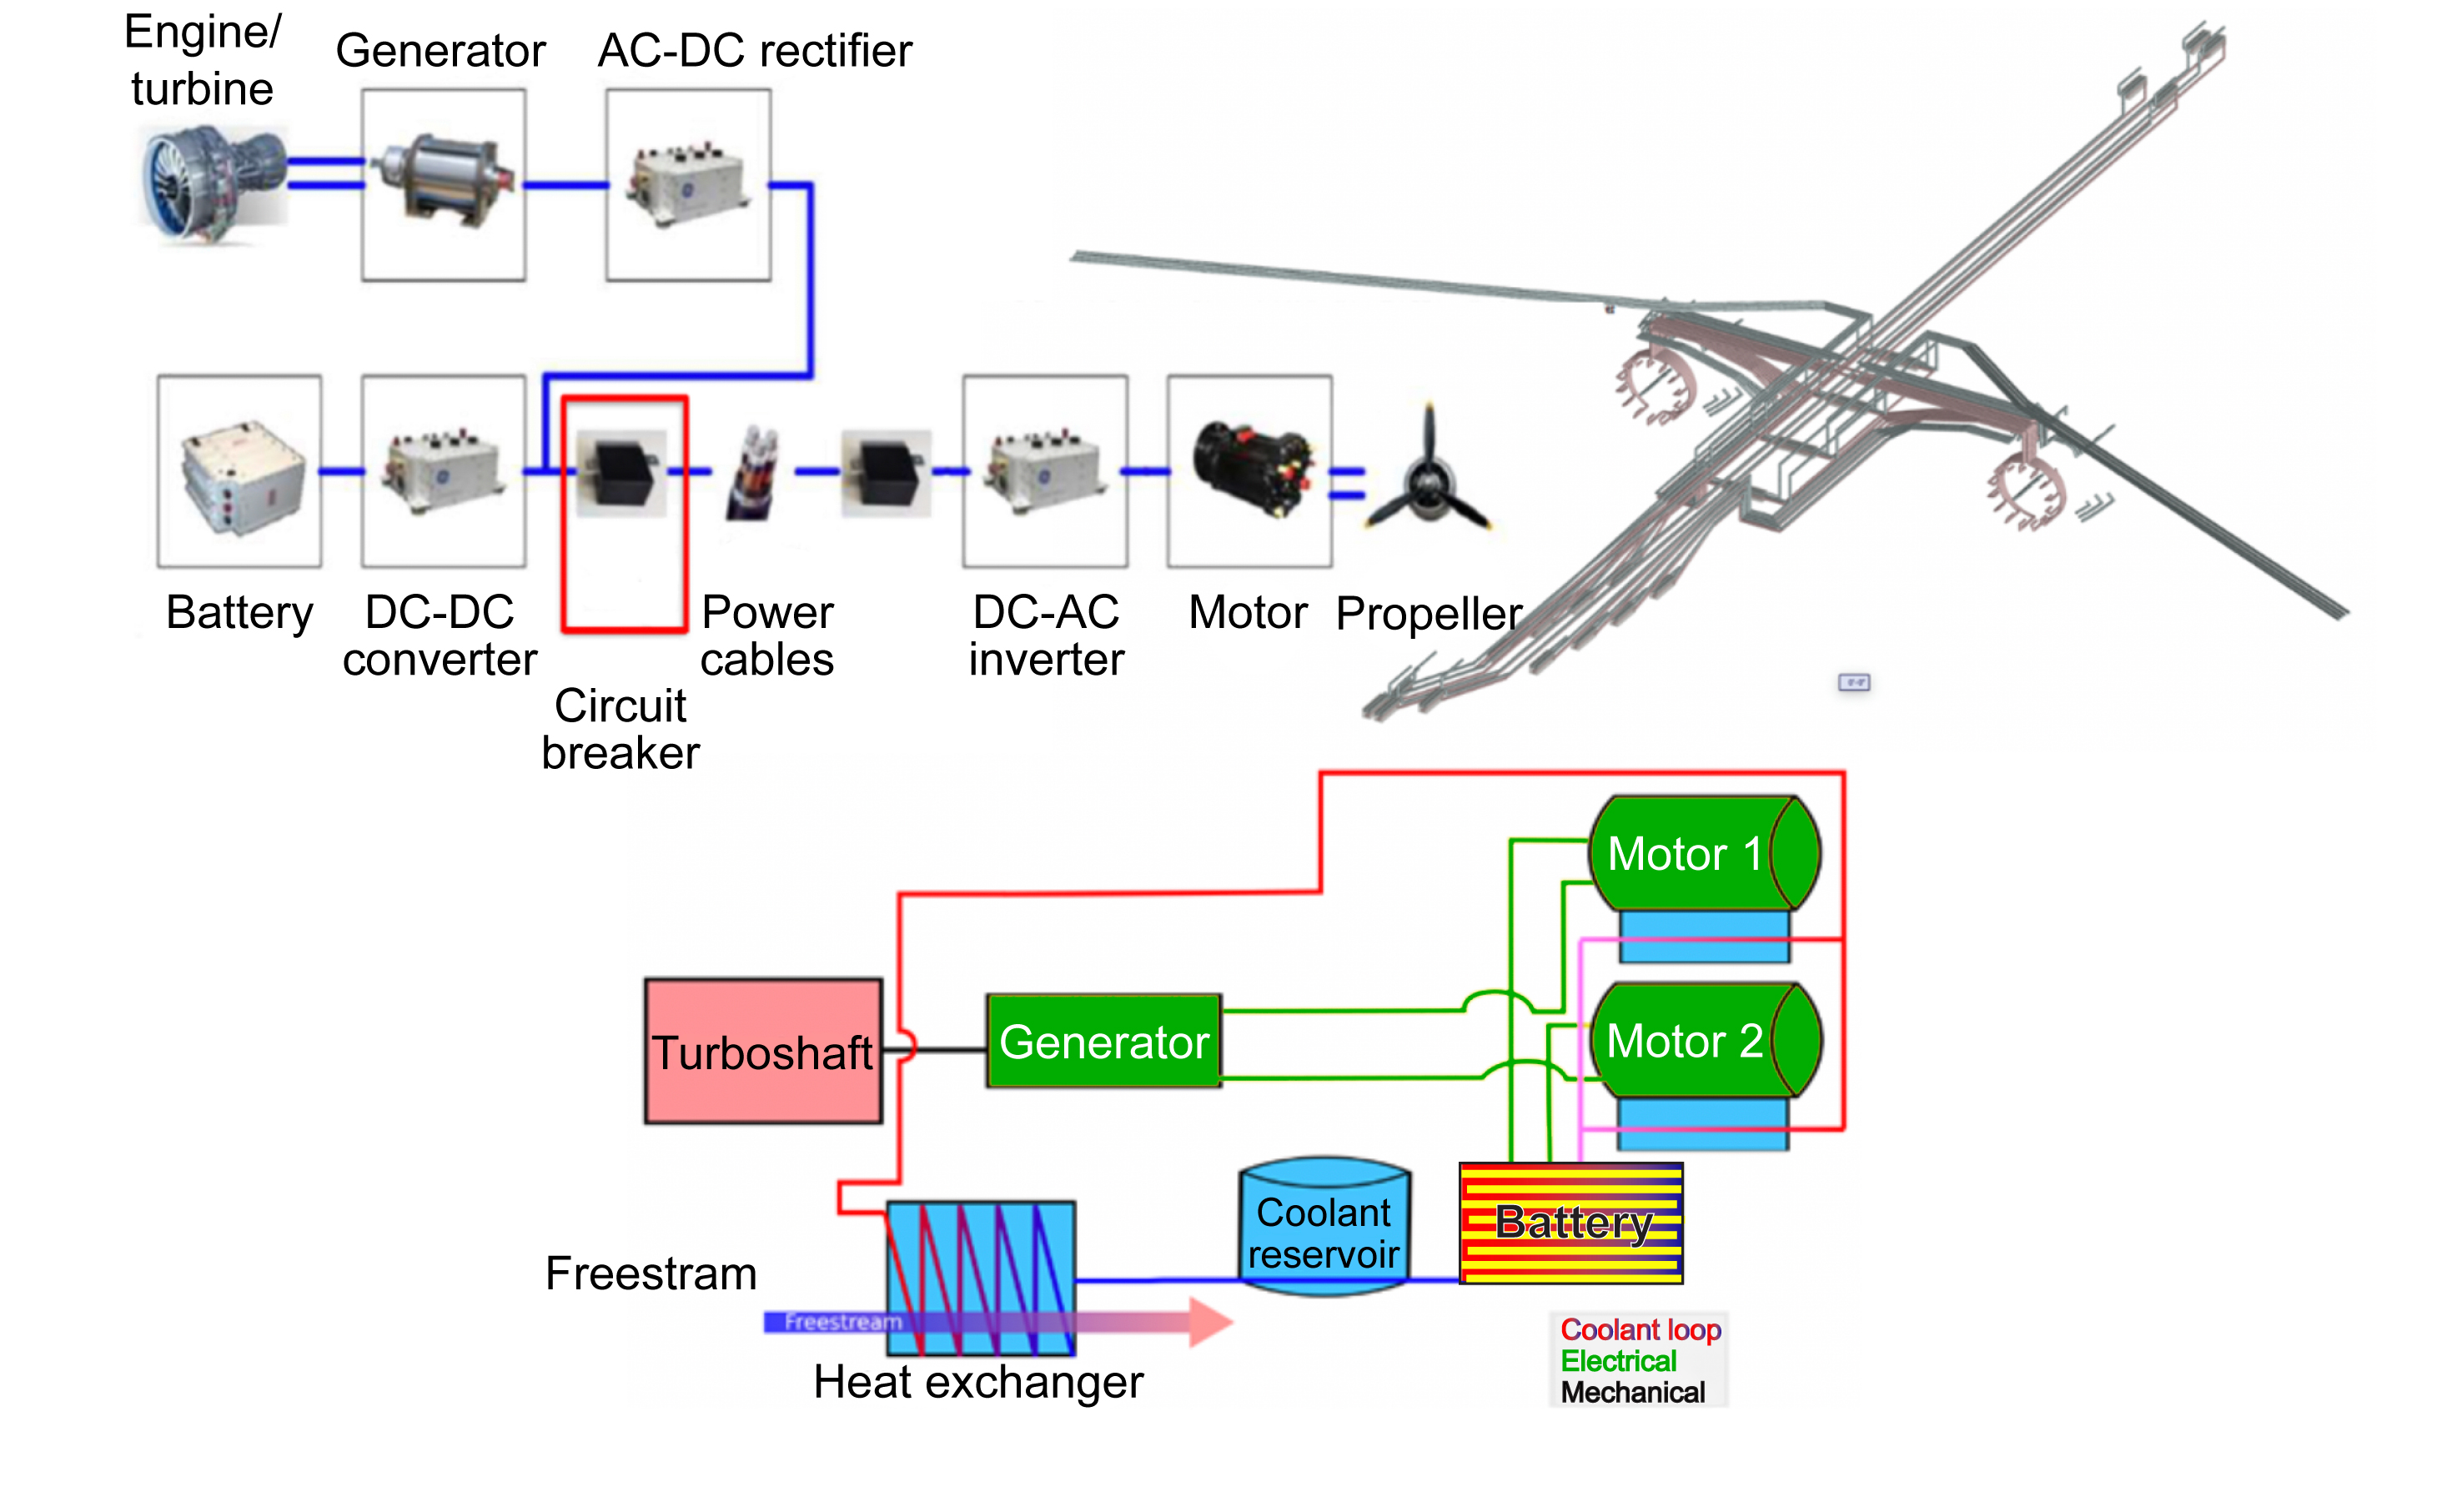 Engine/
turbine
Generator
AC-DC rectifier
Battery
DC-DC
converter
Circuit
breaker
Power
cables
DC-AC
inverter
Motor
Propeller
Motor 1
Motor 2
Turboshaft
Generator
Coolant
reservoir
Battery
Freestram
Freestream
Heat exchanger
Coolant loop
Electrical
Mechanical